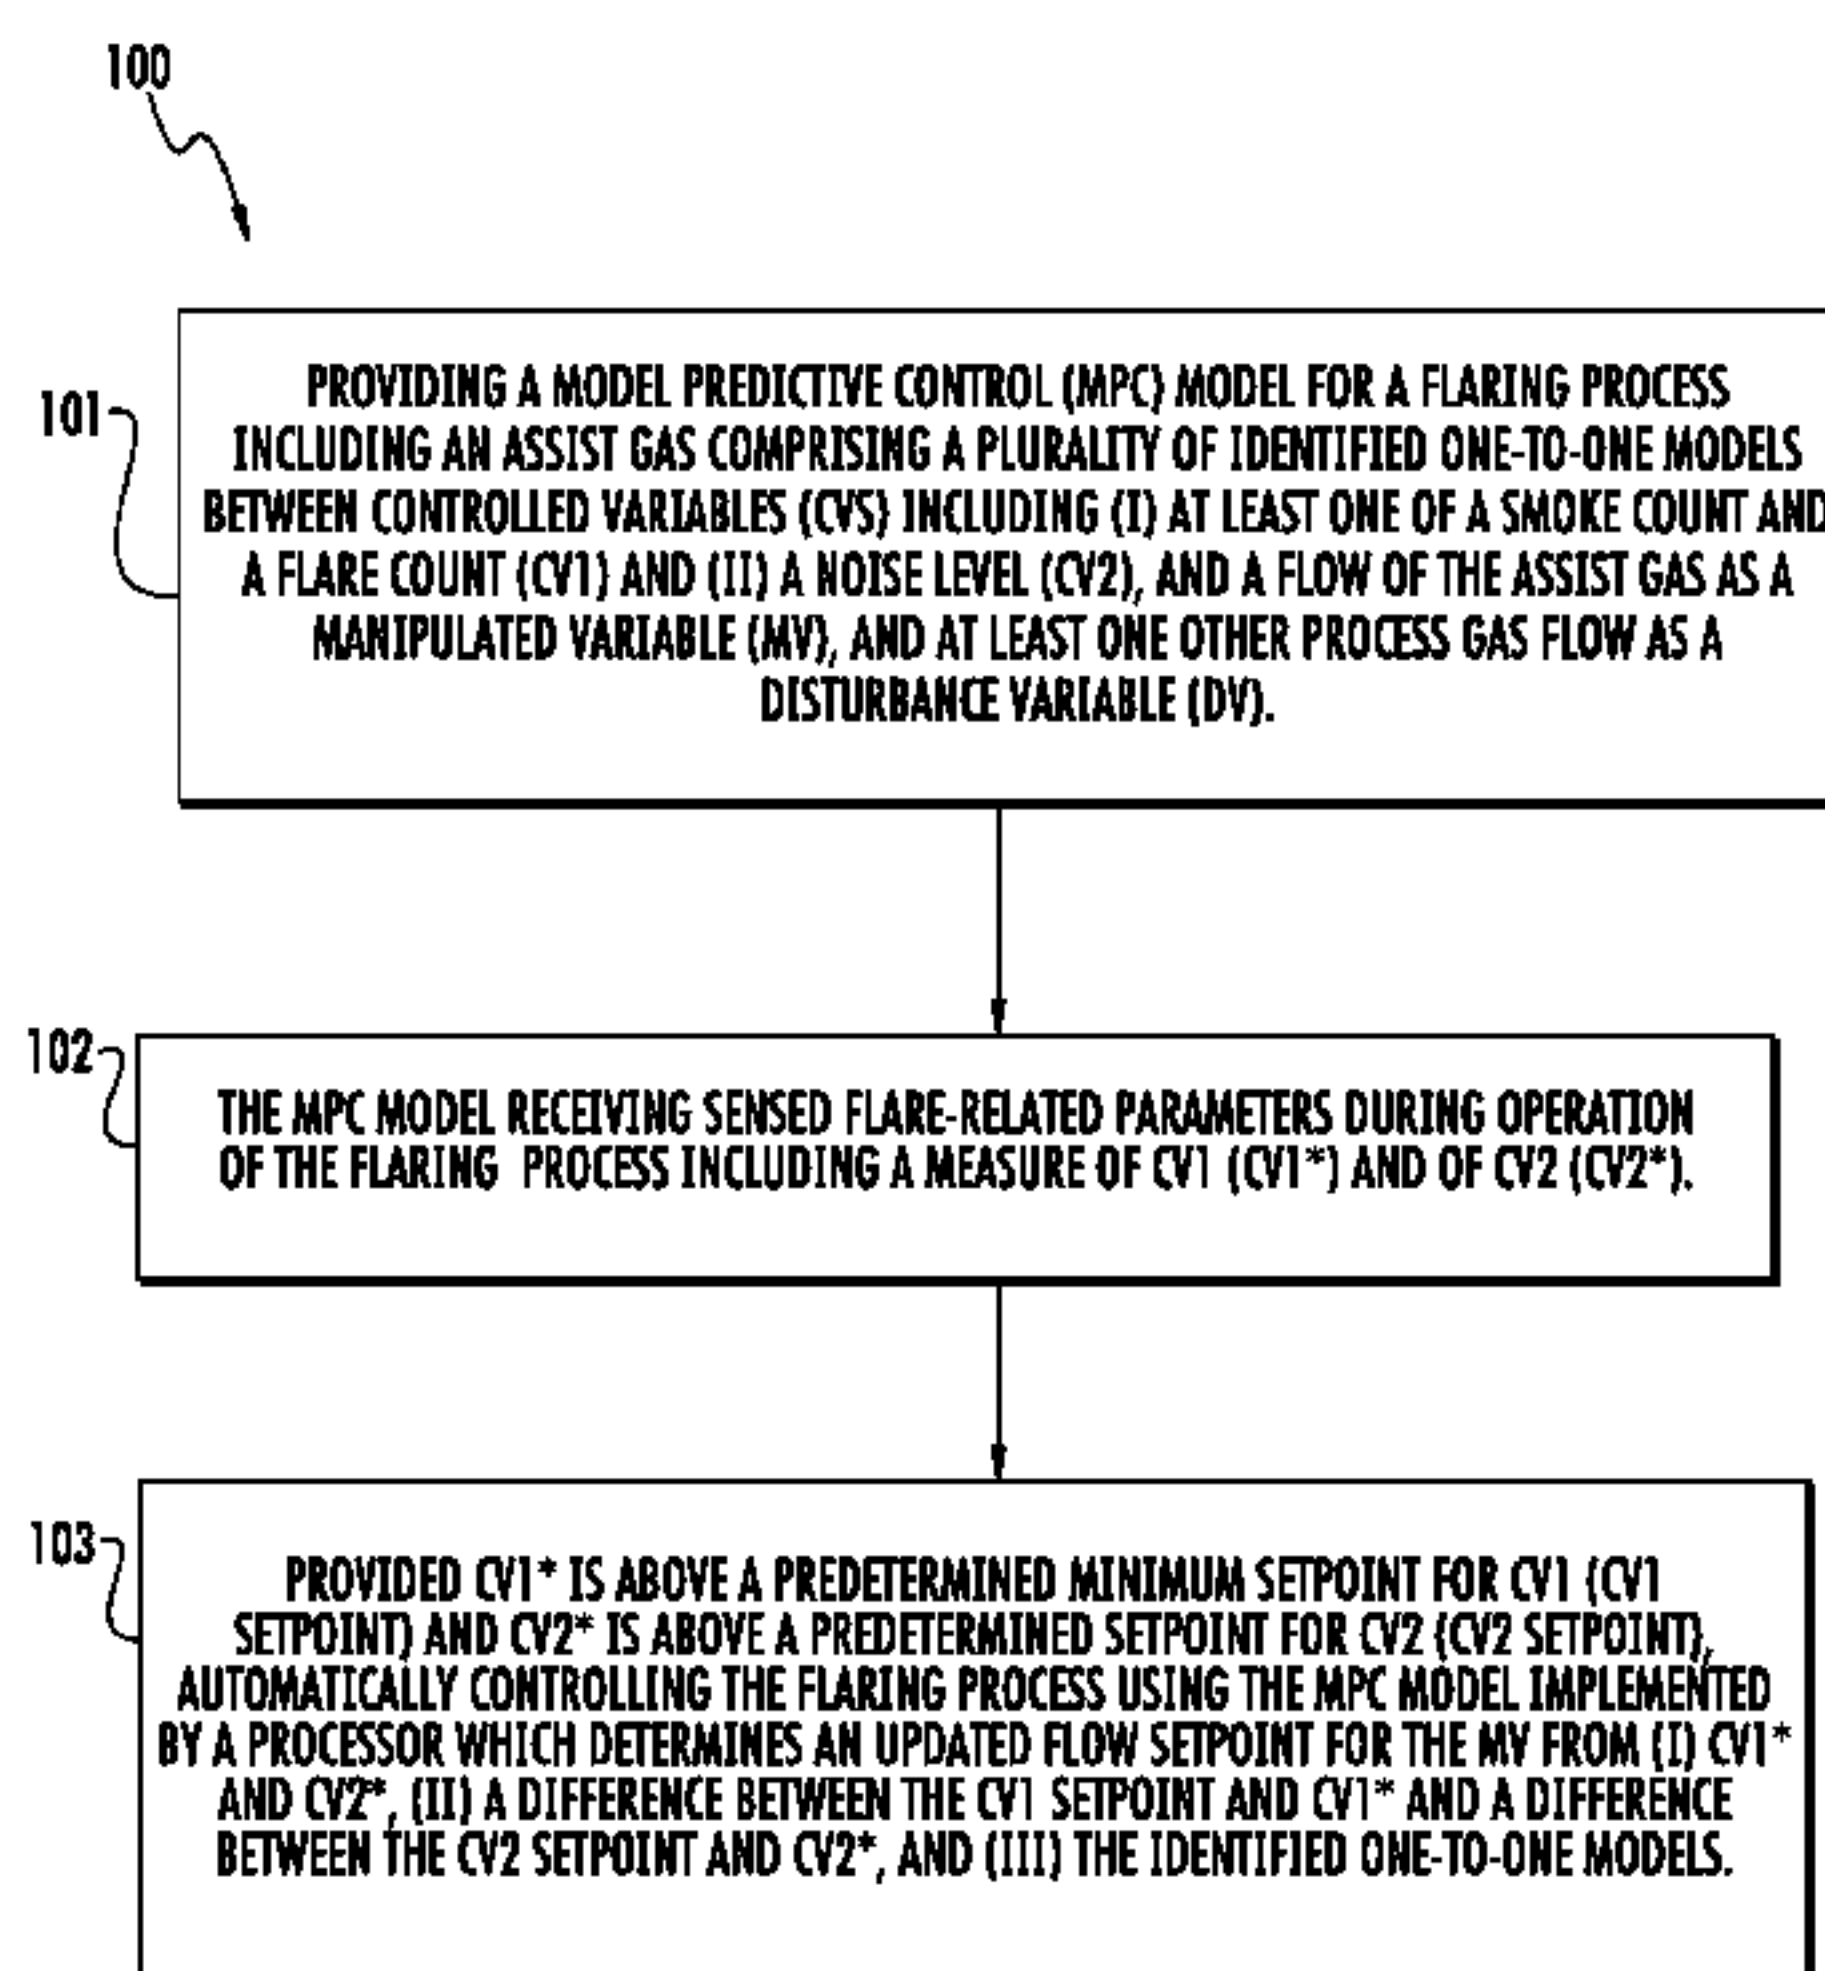 100
101
PROVIDING A MODEL PREDICTIVE CONTROL (MPC) MODEL FOR A FLARING PROCESS
INCLUDING AN ASSIST GAS COMPRISING A PLURALITY OF IDENTIFIED ONE-TO-ONE MODELS
BETWEEN CONTROLLED VARIABLES (CVS) INCLUDING (I) AT LEAST ONE OF A SMOKE COUNT AND
A FLARE COUNT (CV1) AND (II) A NOISE LEVEL (CV2), AND A FLOW OF THE ASSIST GAS AS A
MANIPULATED VARIABLE (MV), AND AT LEAST ONE OTHER PROCESS GAS FLOW AS A
DISTURBANCE VARIABLE (DV).
102
THE MPC MODEL RECEIVING SENSED FLARE-RELATED PARAMETERS DURING OPERATION
OF THE FLARING PROCESS INCLUDING A MEASURE OF CV1 (CV1*) AND OF CV2 (CV2*).
103
PROVIDED CV1* IS ABOVE A PREDETERMINED MINIMUM SETPOINT FOR CV1 (CV1
SETPOINT) AND CV2* IS ABOVE A PREDETERMINED SETPOINT FOR CV2 (CV2 SETPOINT),
AUTOMATICALLY CONTROLLING THE FLARING PROCESS USING THE MPC MODEL IMPLEMENTED
BY A PROCESSOR WHICH DETERMINES AN UPDATED FLOW SETPOINT FOR THE MV FROM (I) CV1*
AND CV2*, (II) A DIFFERENCE BETWEEN THE CV1 SETPOINT AND CV1* AND A DIFFERENCE
BETWEEN THE CV2 SETPOINT AND CV2*, AND (III) THE IDENTIFIED ONE-TO-ONE MODELS.